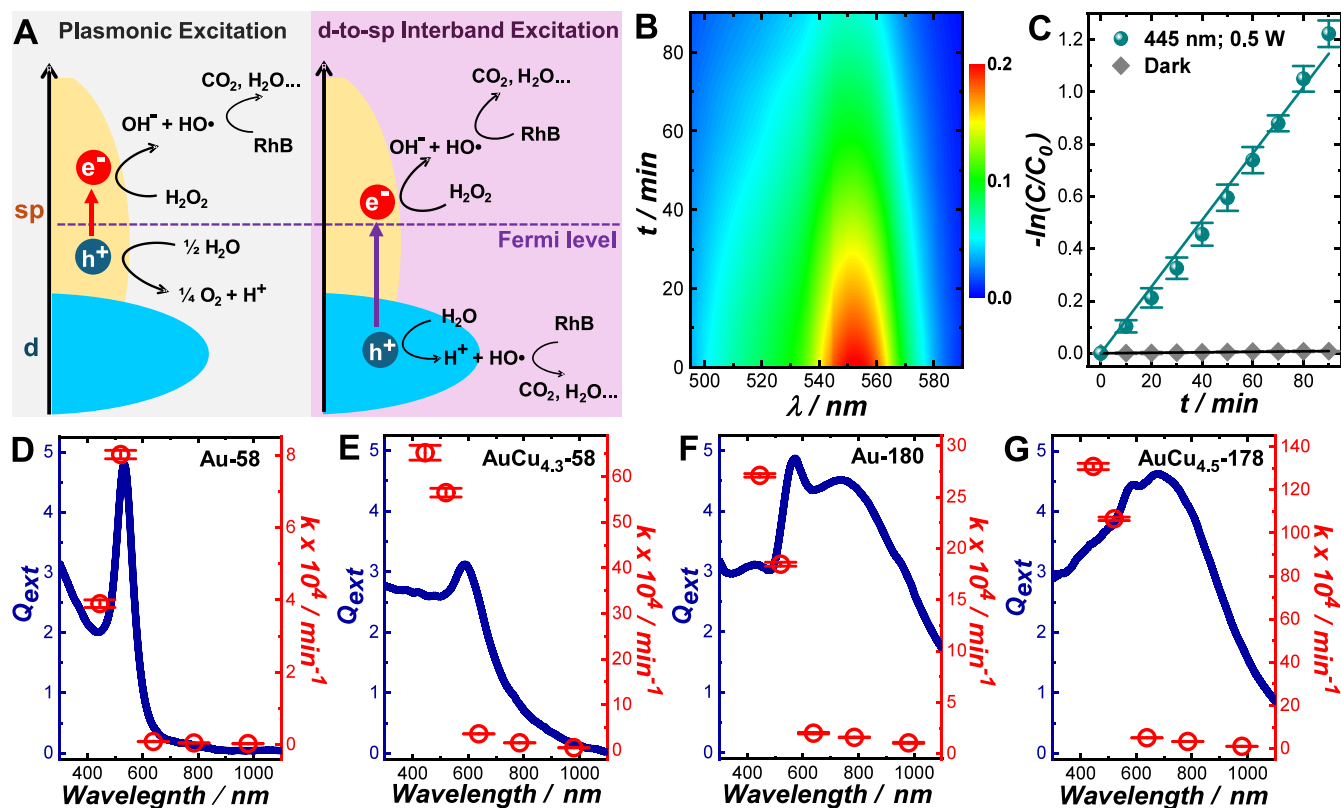 A
Plasmonic Excitation
d-to-sp Interband Excitation
CO₂, H₂O...
OH⁻ + HO•
RhB
e⁻
H₂O₂
sp
h⁺
½ H₂O
¼ O₂ + H⁺
d
CO₂, H₂O...
RhB
OH⁻ + HO•
e⁻
H₂O₂
Fermi level
H₂O
RhB
h⁺
H⁺ + HO•
CO₂, H₂O...
B
t / min
80
60
40
20
0
500 520 540 560 580
λ / nm
0.2
0.1
0.0
C
-ln(C/C₀)
445 nm; 0.5 W
Dark
1.2
1.0
0.8
0.6
0.4
0.2
0.0
0 20 40 60 80
t / min
D
Au-58
Qext
5
4
3
2
1
0
8
6
4
2
0
k x 10⁴ / min⁻¹
400 600 800 1000
Wavelegnth / nm
E
AuCu₄.₃-58
Qext
5
4
3
2
1
0
60
50
40
30
20
10
0
k x 10⁴ / min⁻¹
400 600 800 1000
Wavelegnth / nm
F
Au-180
Qext
5
4
3
2
1
0
30
25
20
15
10
5
0
k x 10⁴ / min⁻¹
400 600 800 1000
Wavelegnth / nm
G
AuCu₄.₅-178
Qext
5
4
3
2
1
0
140
120
100
80
60
40
20
0
k x 10⁴ / min⁻¹
400 600 800 1000
Wavelegnth / nm